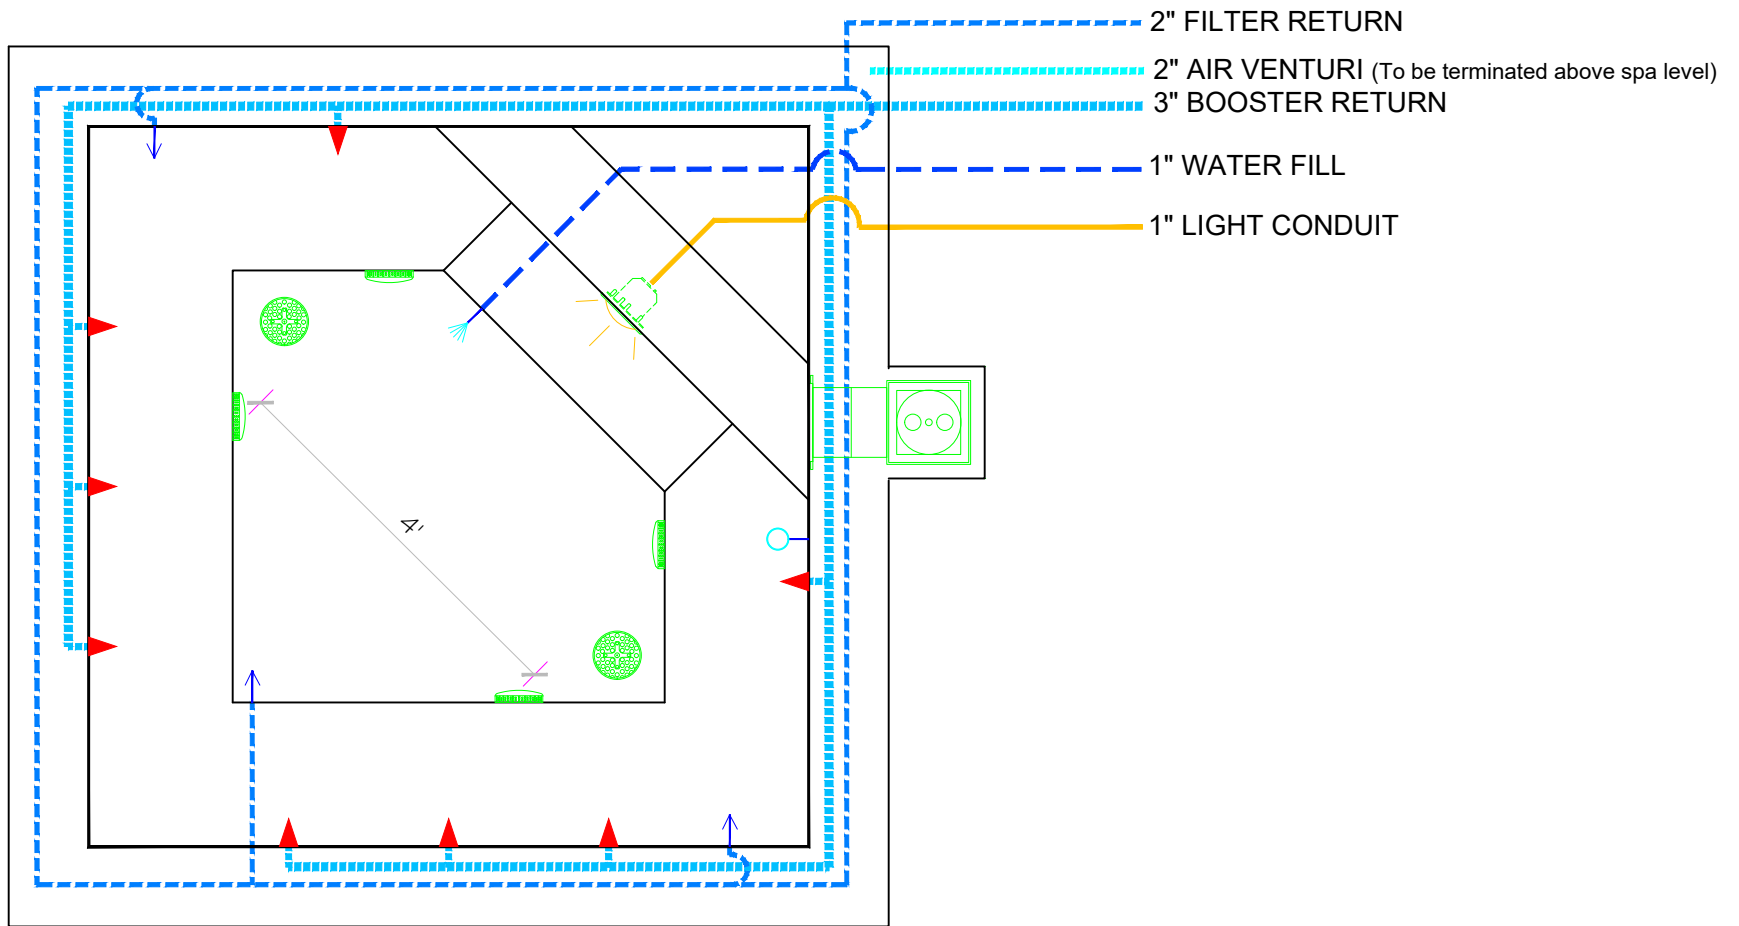 2" FILTER RETURN
2" AIR VENTURI (To be terminated above spa level)
3" BOOSTER RETURN
1" WATER FILL
1" LIGHT CONDUIT
4'